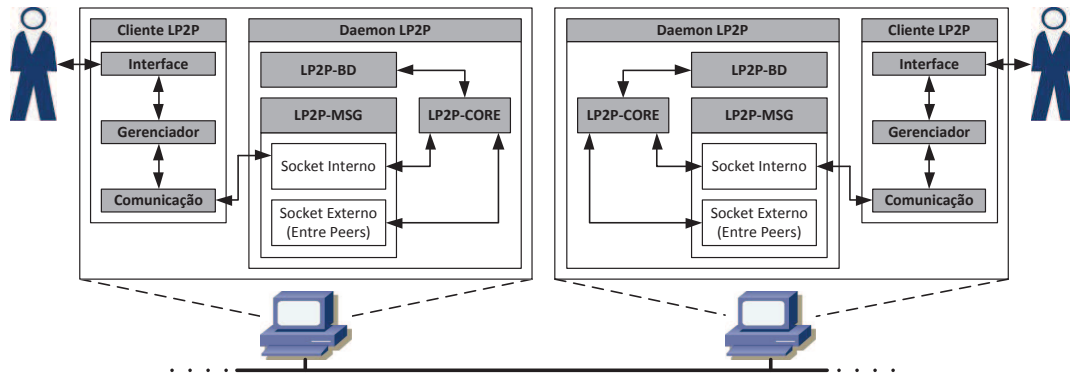 Cliente LP2P
Interface
Gerenciador
Comunicação
Daemon LP2P
LP2P-BD
LP2P-MSG
LP2P-CORE
Socket Interno
Socket Externo
(Entre Peers)
Daemon LP2P
LP2P-BD
LP2P-CORE
LP2P-MSG
Socket Interno
Socket Externo
(Entre Peers)
Cliente LP2P
Interface
Gerenciador
Comunicação